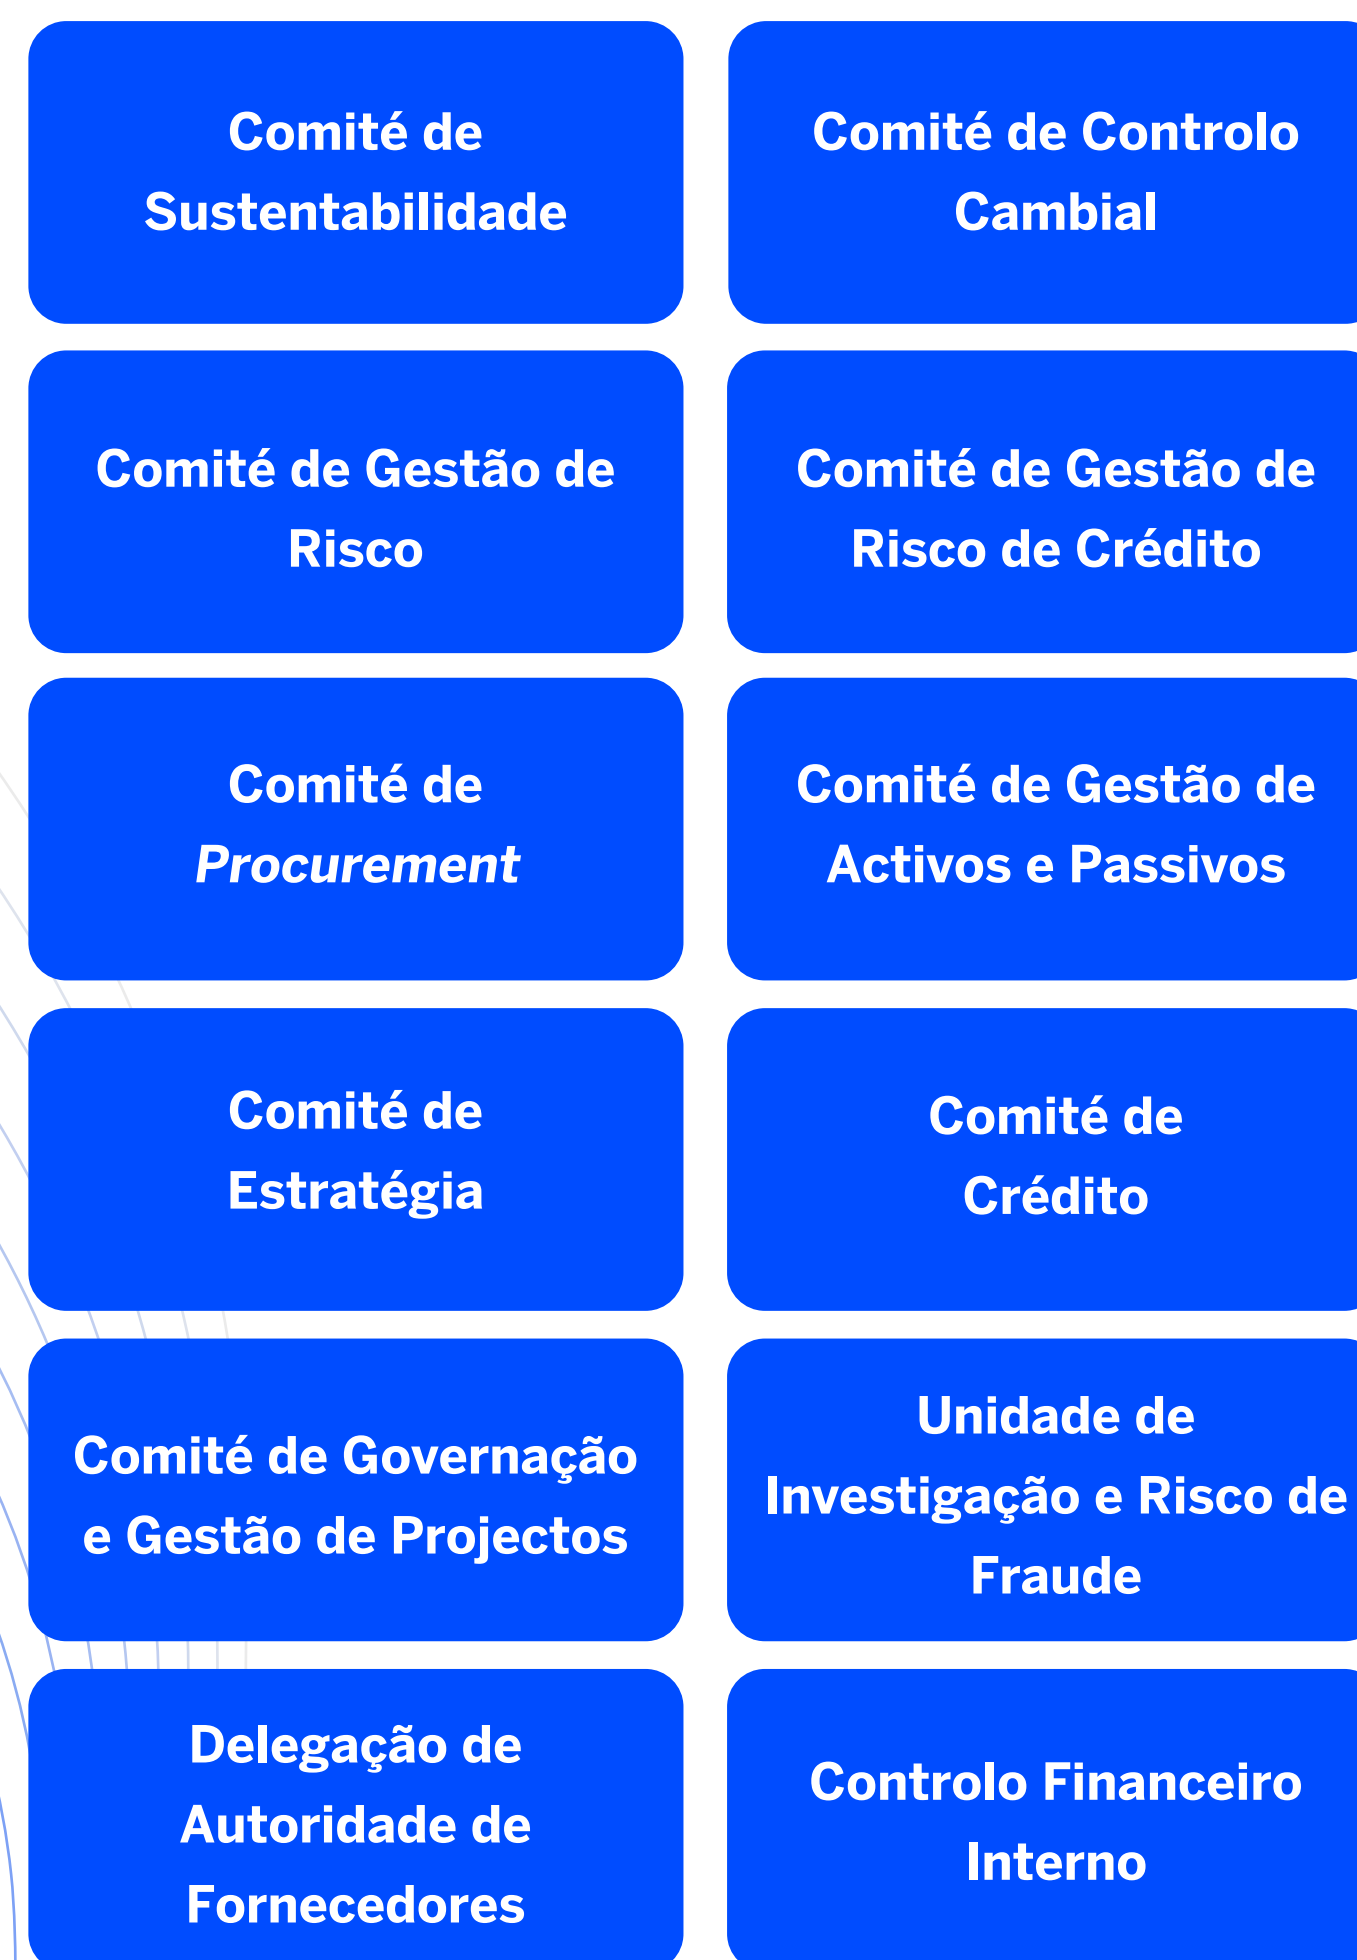 Comité de
Sustentabilidade
Comité de Controlo
Cambial
Comité de Gestão de
Risco
Comité de Gestão de
Risco de Crédito
Comité de
Procurement
Comité de Gestão de
Activos e Passivos
Comité de
Estratégia
Comité de
Crédito
Comité de Governação
e Gestão de Projectos
Unidade de
Investigação e Risco de
Fraude
Delegação de
Autoridade de
Fornecedores
Controlo Financeiro
Interno